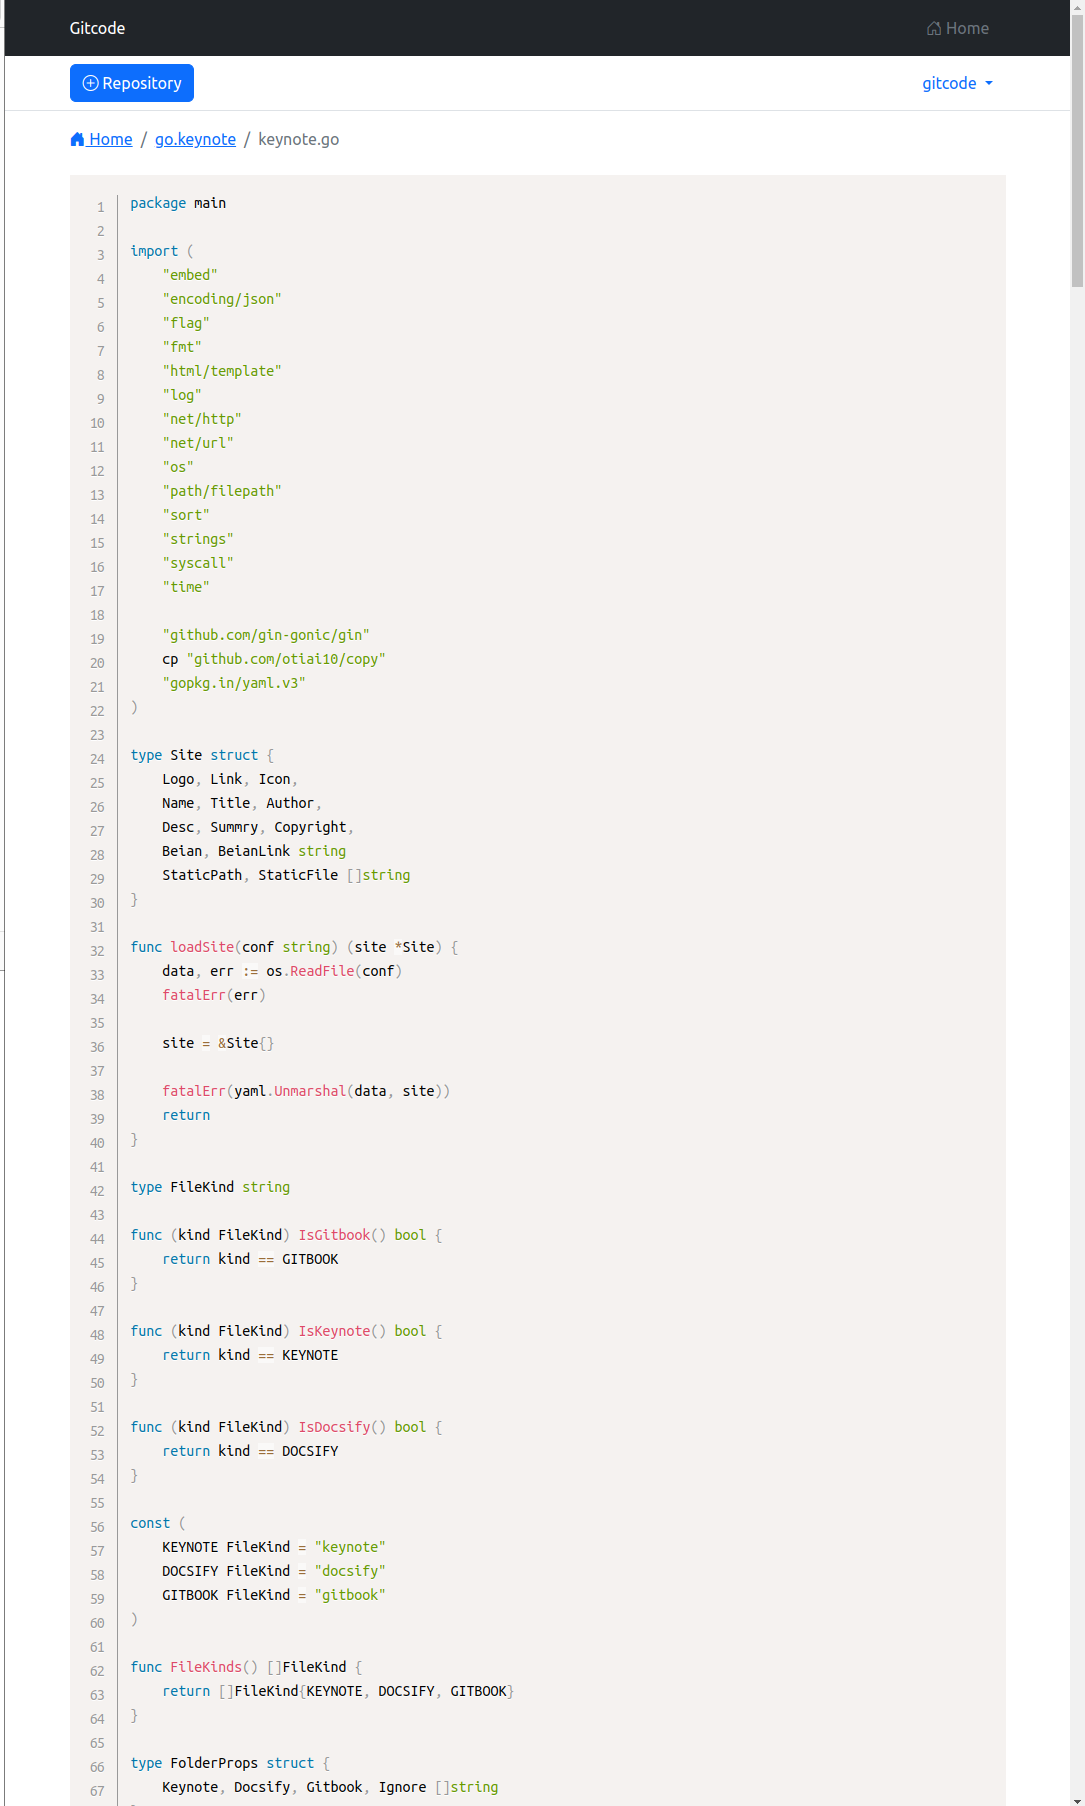 Gitcode
Home
Repository
gitcode
Home / go.keynote / keynote.go
1 package main
2
3 import (
4     "embed"
5     "encoding/json"
6     "flag"
7     "fmt"
8     "html/template"
9     "log"
10     "net/http"
11     "net/url"
12     "os"
13     "path/filepath"
14     "sort"
15     "strings"
16     "syscall"
17     "time"
18
19     "github.com/gin-gonic/gin"
20     cp "github.com/otiai10/copy"
21     "gopkg.in/yaml.v3"
22 )
23
24 type Site struct {
25     Logo, Link, Icon,
26     Name, Title, Author,
27     Desc, Summry, Copyright,
28     Beian, BeianLink string
29     StaticPath, StaticFile []string
30 }
31
32 func loadSite(conf string) (site *Site) {
33     data, err := os.ReadFile(conf)
34     fatalErr(err)
35
36     site = &Site{}
37
38     fatalErr(yaml.Unmarshal(data, site))
39     return
40 }
41
42 type FileKind string
43
44 func (kind FileKind) IsGitbook() bool {
45     return kind == GITBOOK
46 }
47
48 func (kind FileKind) IsKeynote() bool {
49     return kind == KEYNOTE
50 }
51
52 func (kind FileKind) IsDocsify() bool {
53     return kind == DOCSIFY
54 }
55
56 const (
57     KEYNOTE FileKind = "keynote"
58     DOCSIFY FileKind = "docsify"
59     GITBOOK FileKind = "gitbook"
60 )
61
62 func FileKinds() []FileKind {
63     return []FileKind{KEYNOTE, DOCSIFY, GITBOOK}
64 }
65
66 type FolderProps struct {
67     Keynote, Docsify, Gitbook, Ignore []string